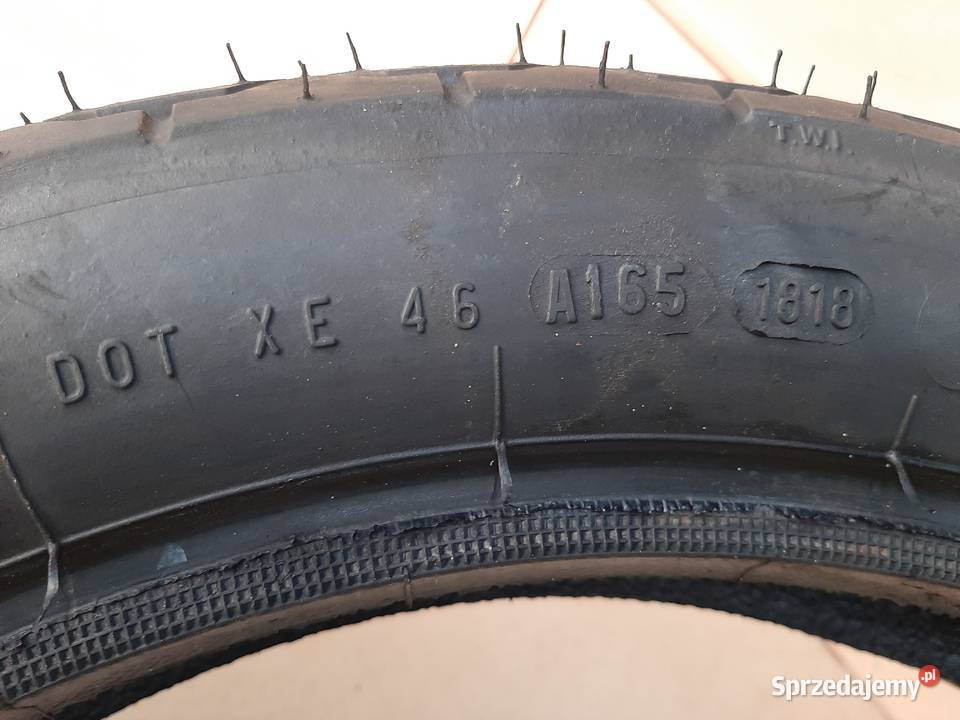 T.W.I.
DOT XE 46 A165 1818
Sprzedajemy.pl